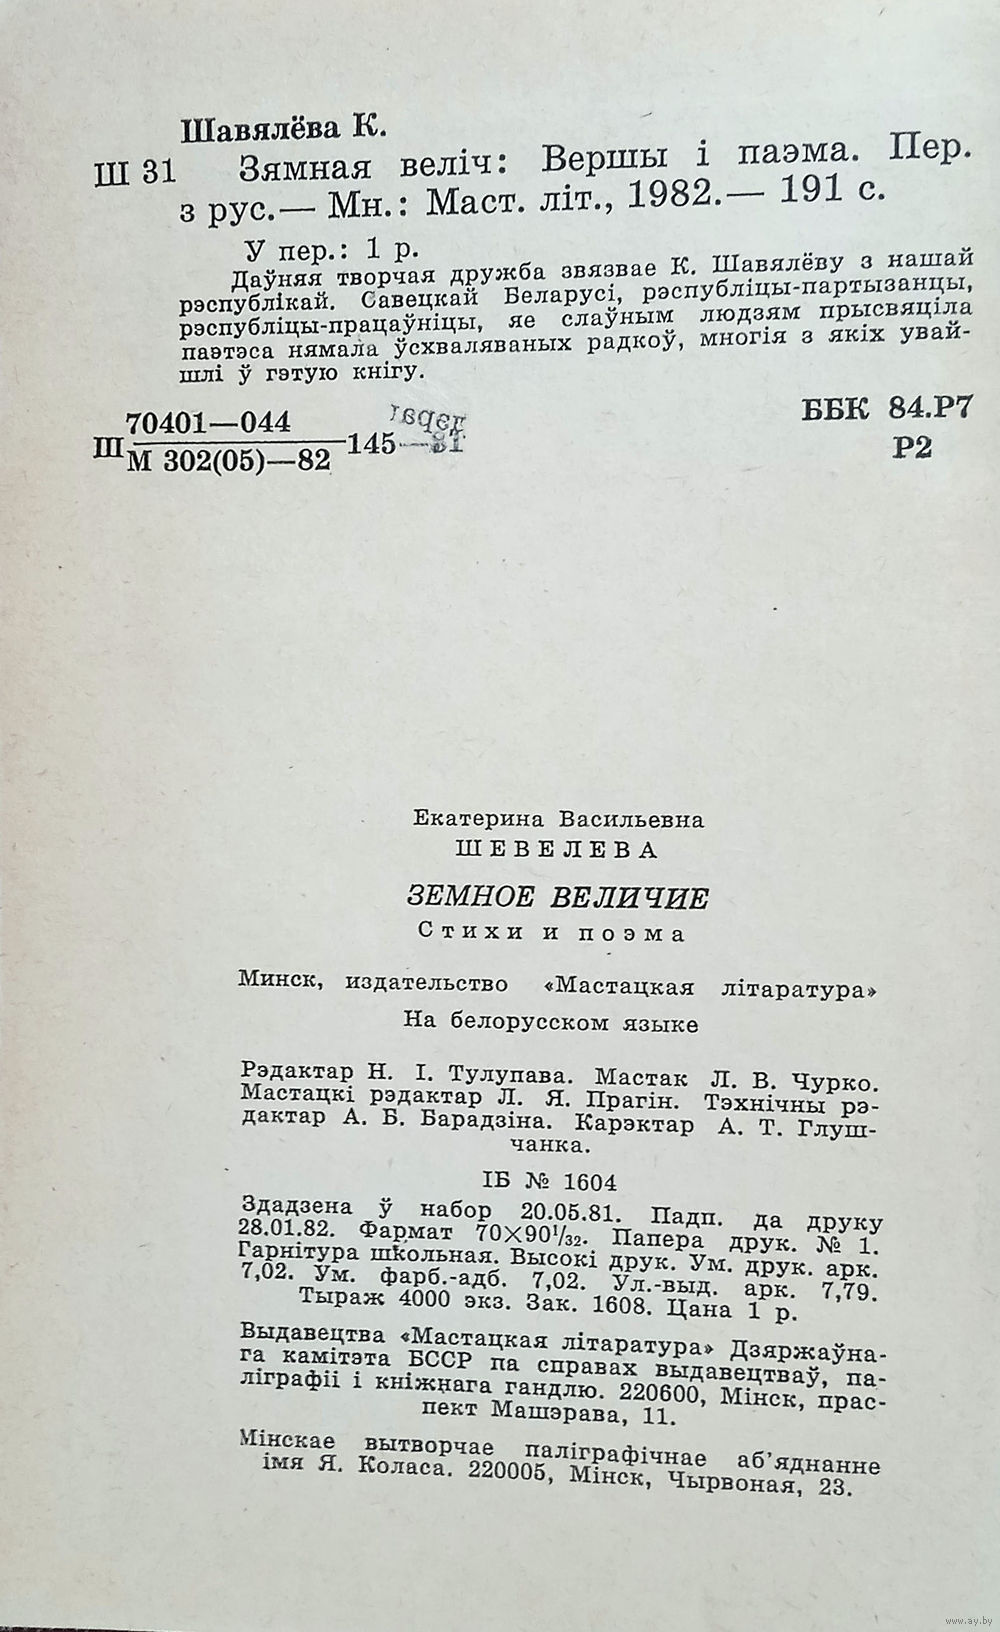 Шавялёва К.
Ш 31 Зямная веліч: Вершы і паэма. Пер.
з рус.— Мн.: Маст. літ., 1982.— 191 с.
У пер.: 1 р.
Даўняя творчая дружба звязвае К. Шавялёву з нашай
рэспублікай. Савецкай Беларусі, рэспубліцы-партызанцы,
рэспубліцы-працаўніцы, яе слаўным людзям прысвяціла
паэтэса нямала ўсхваляваных радкоў, многія з якіх увай-
шлі ў гэтую кнігу.
70401—044
Ш М 302(05)—82 145—81
ББК 84.Р7
Р2
Екатерина Васильевна
ШЕВЕЛЕВА
ЗЕМНОЕ ВЕЛИЧИЕ
Стихи и поэма
Минск, издательство «Мастацкая літаратура»
На белорусском языке
Рэдактар Н. І. Тулупава. Мастак Л. В. Чурко.
Мастацкі рэдактар Л. Я. Прагін. Тэхнічны рэ-
дактар А. Б. Барадзіна. Карэктар А. Т. Глуш-
чанка.
ІБ № 1604
Здадзена ў набор 20.05.81. Падп. да друку
28.01.82. Фармат 70×90¹/₃₂. Папера друк. № 1.
Гарнітура школьная. Высокі друк. Ум. друк. арк.
7,02. Ум. фарб.-адб. 7,02. Ул.-выд. арк. 7,79.
Тыраж 4000 экз. Зак. 1608. Цана 1 р.
Выдавецтва «Мастацкая літаратура» Дзяржаўна-
га камітэта БССР па справах выдавецтваў, па-
ліграфіі і кніжнага гандлю. 220600, Мінск, прас-
пект Машэрава, 11.
Мінскае вытворчае паліграфічнае аб'яднанне
імя Я. Коласа. 220005, Мінск, Чырвоная, 23.
www.ay.by